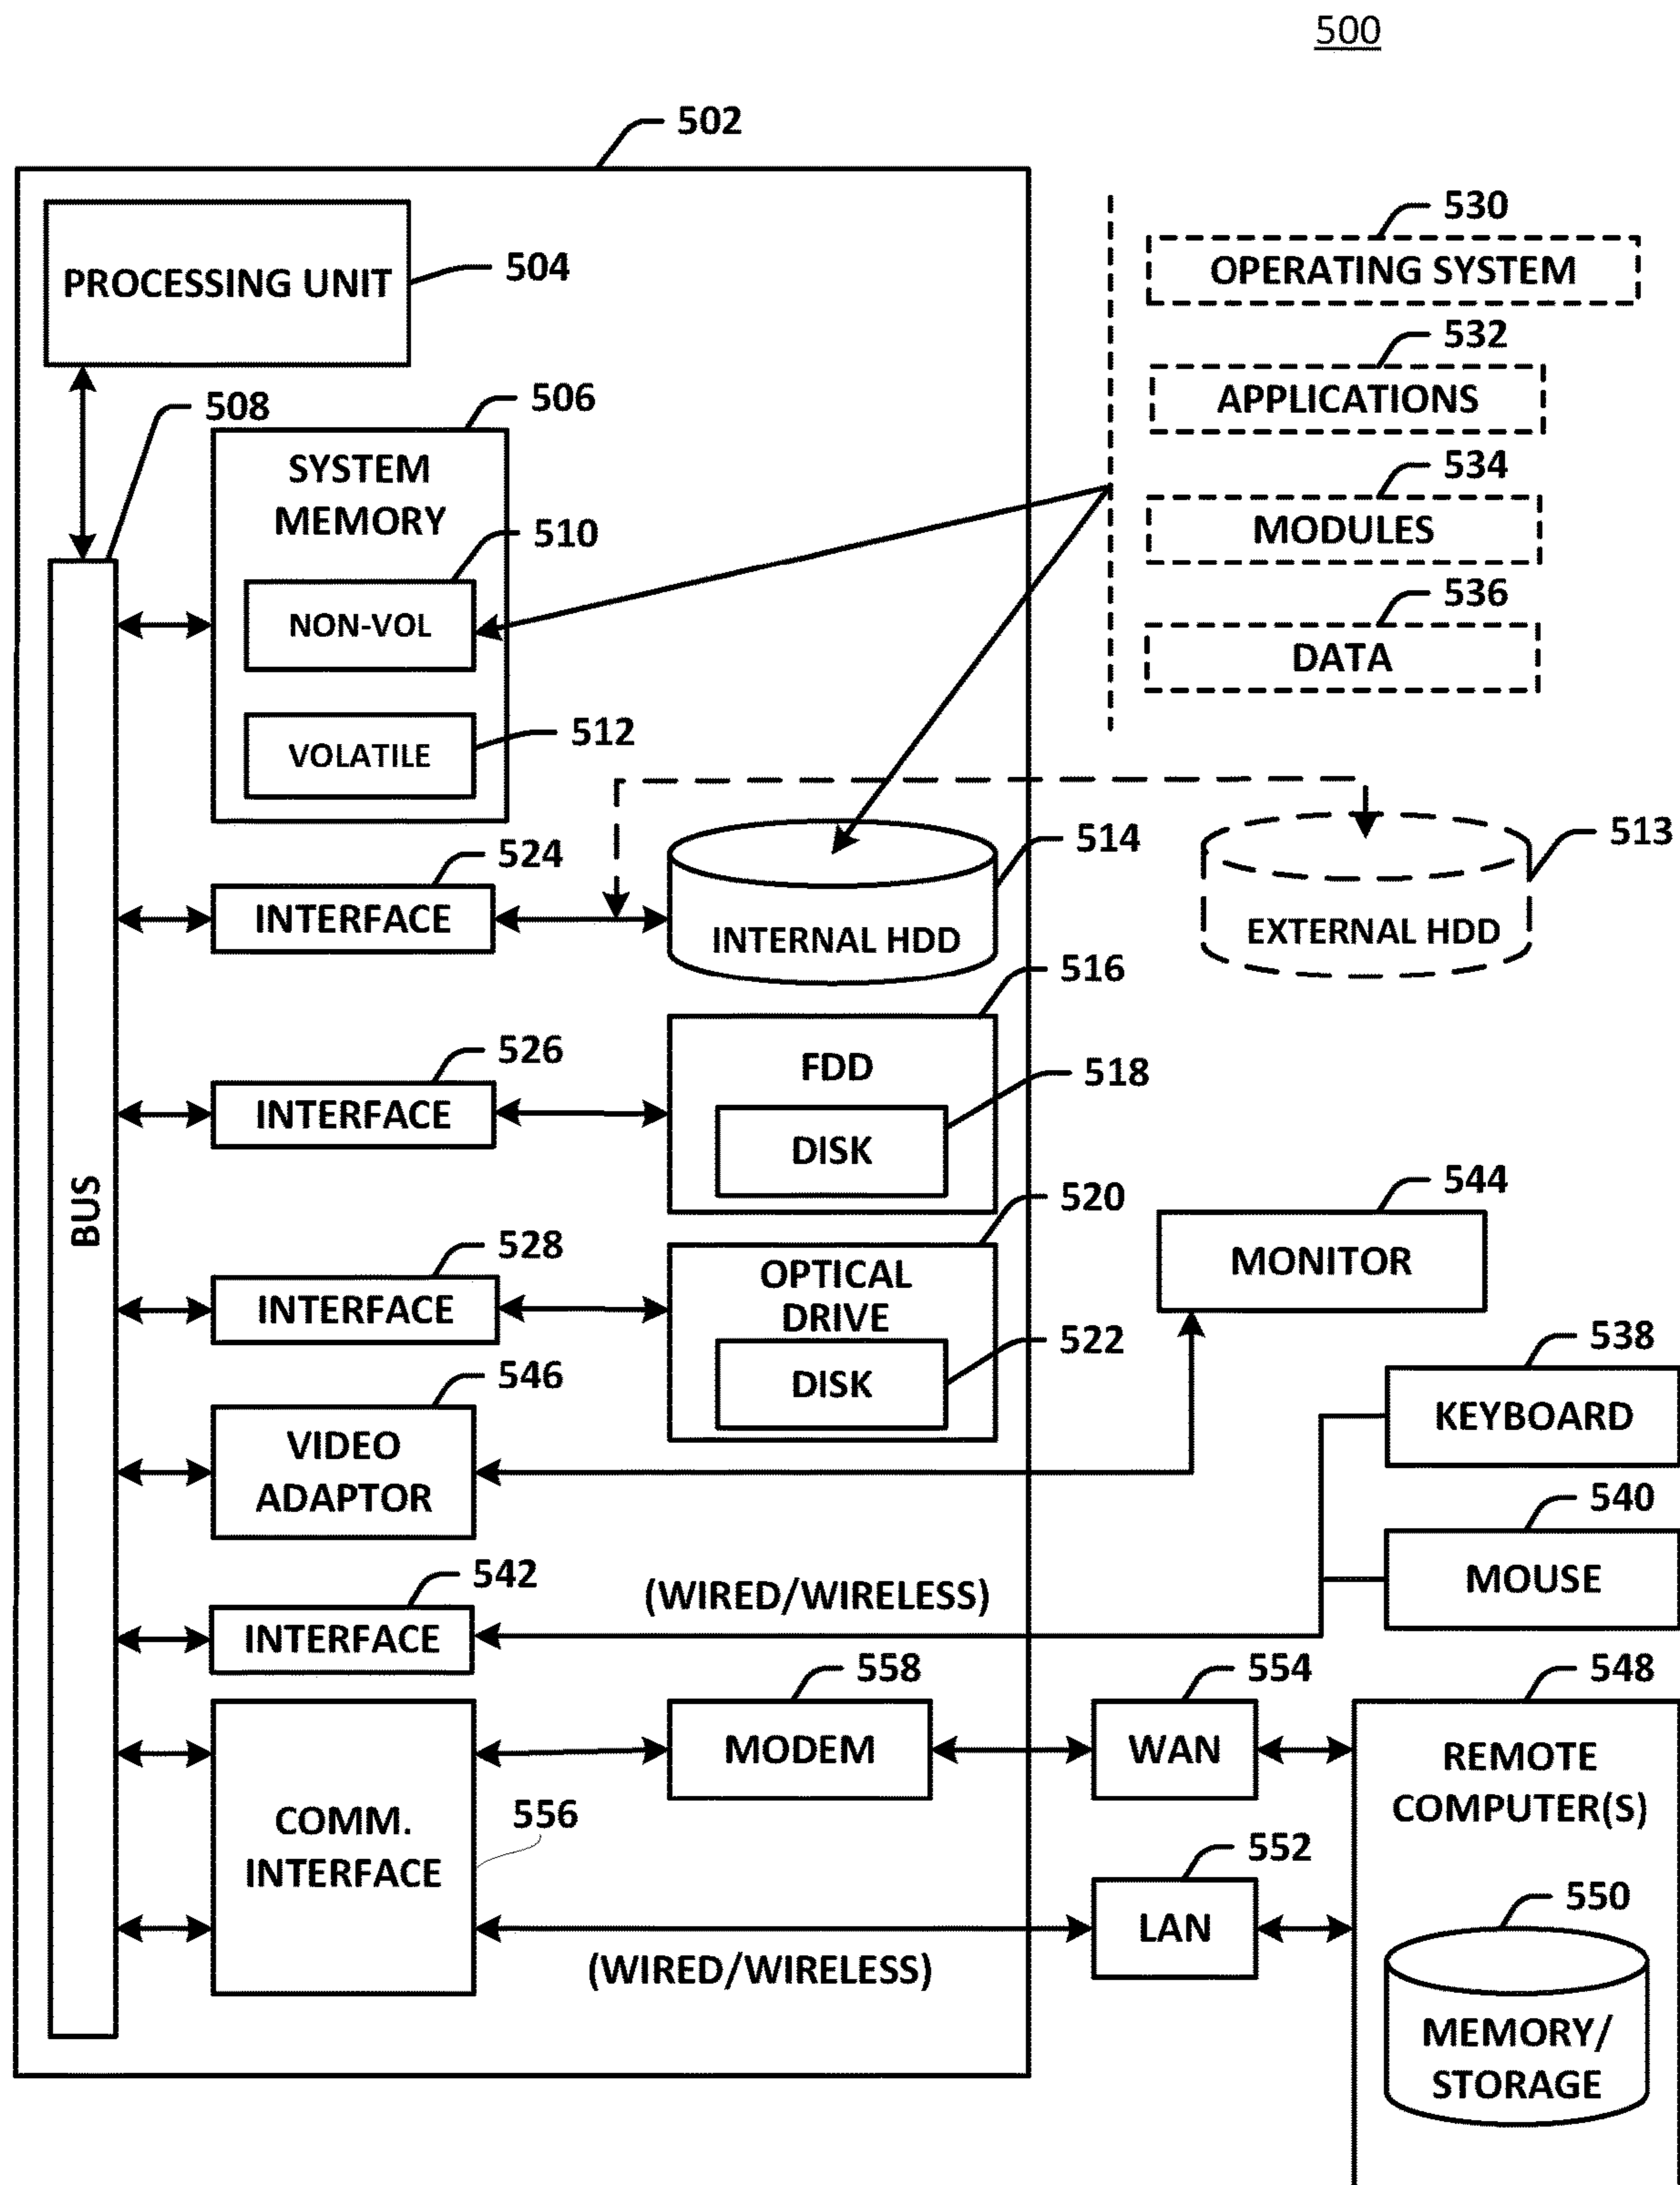 500
502
PROCESSING UNIT
504
530
OPERATING SYSTEM
532
APPLICATIONS
534
MODULES
536
DATA
508
506
SYSTEM
MEMORY
510
NON-VOL
512
VOLATILE
524
INTERFACE
514
INTERNAL HDD
513
EXTERNAL HDD
526
INTERFACE
516
FDD
518
DISK
BUS
528
INTERFACE
520
OPTICAL
DRIVE
522
DISK
544
MONITOR
546
VIDEO
ADAPTOR
538
KEYBOARD
540
MOUSE
542
INTERFACE
(WIRED/WIRELESS)
558
MODEM
554
WAN
548
REMOTE
COMPUTER(S)
COMM.
INTERFACE
556
552
LAN
(WIRED/WIRELESS)
550
MEMORY/
STORAGE